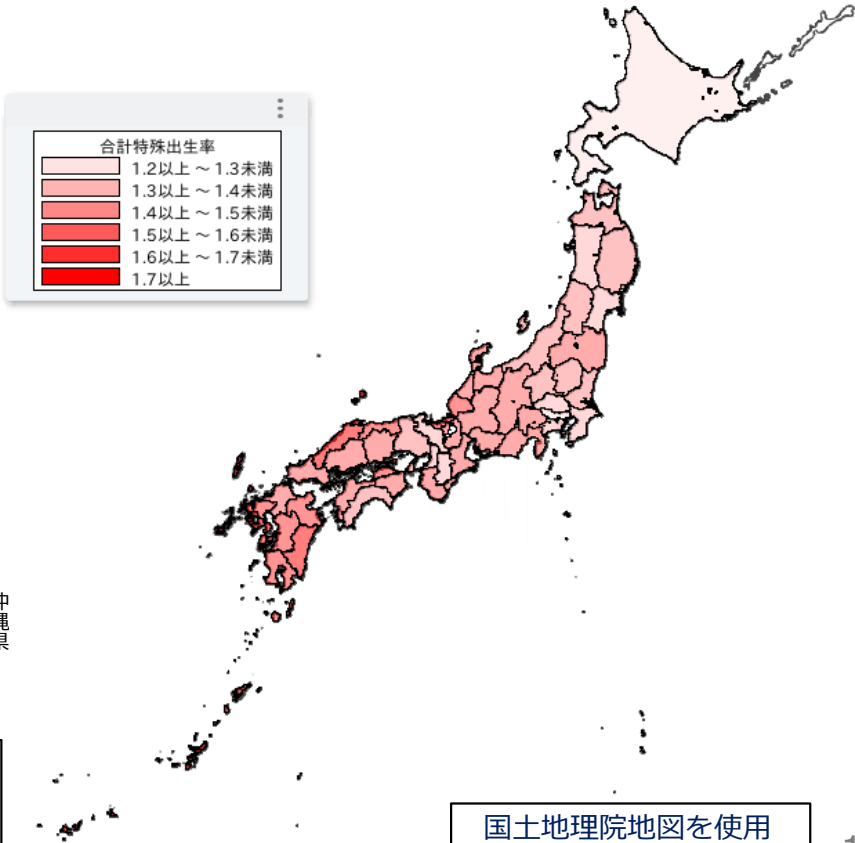 合計特殊出生率
1.2以上 ～ 1.3未満
1.3以上 ～ 1.4未満
1.4以上 ～ 1.5未満
1.5以上 ～ 1.6未満
1.6以上 ～ 1.7未満
1.7以上
沖縄県
国土地理院地図を使用